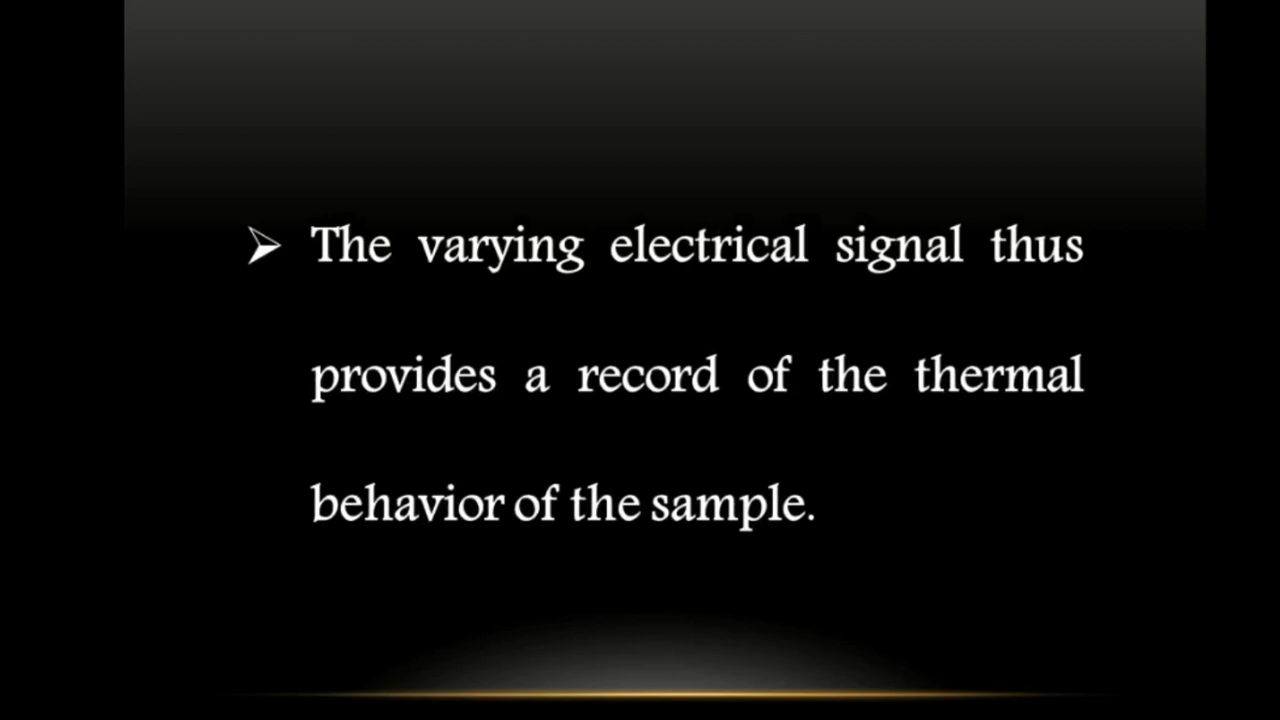 ➢ The varying electrical signal thus
provides a record of the thermal
behavior of the sample.